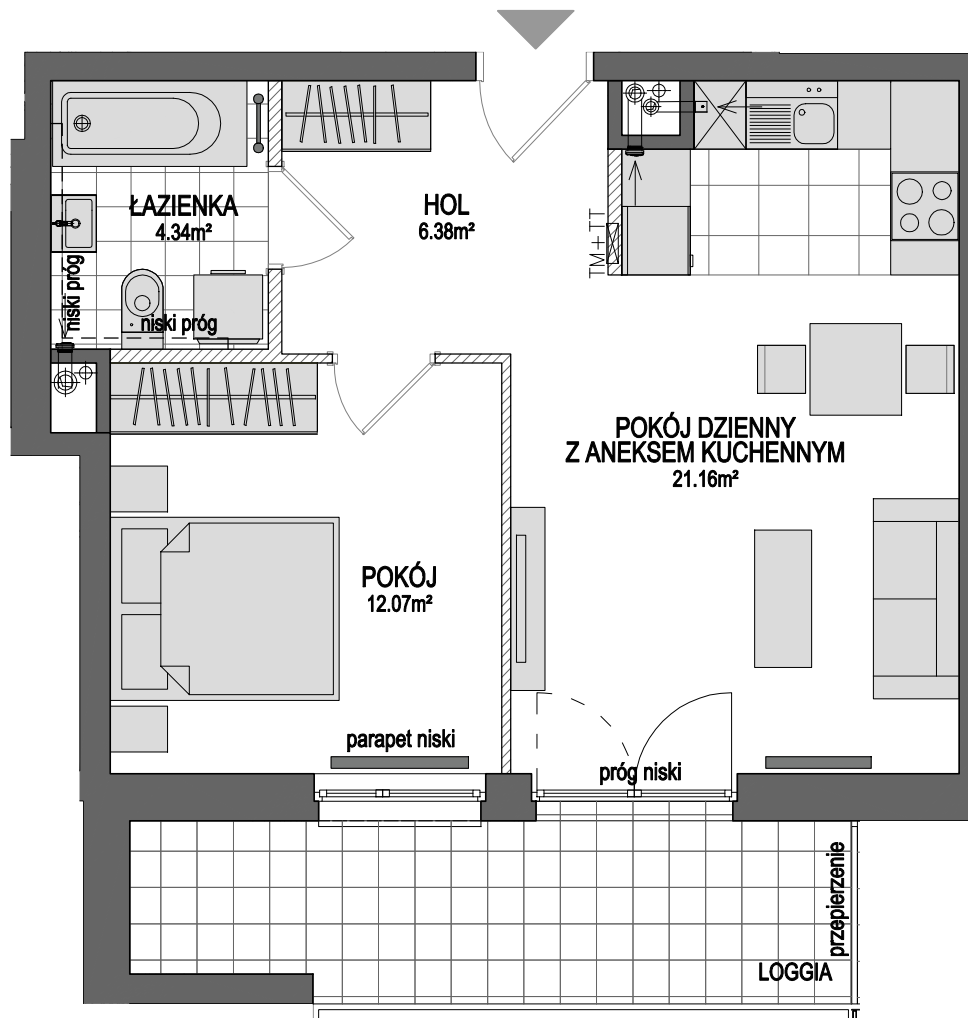 ŁAZIENKA
4.34m²
HOL
6.38m²
TM+TT
niski próg
niski próg
POKÓJ DZIENNY
Z ANEKSEM KUCHENNYM
21.16m²
POKÓJ
12.07m²
parapet niski
próg niski
przepierzenie
LOGGIA